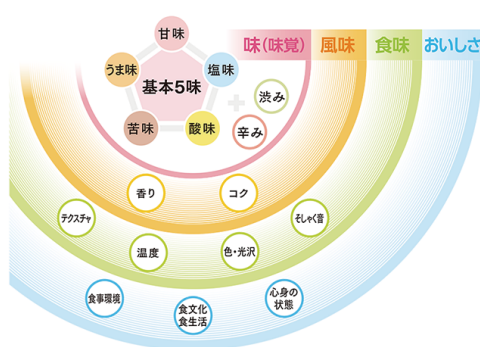 甘味
味(味覚)
風味
食味
おいしさ
うま味
塩味
基本5味
渋み
+
苦味
酸味
辛み
香り
コク
テクスチャ
そしゃく音
温度
色・光沢
食事環境
食文化
食生活
心身の
状態